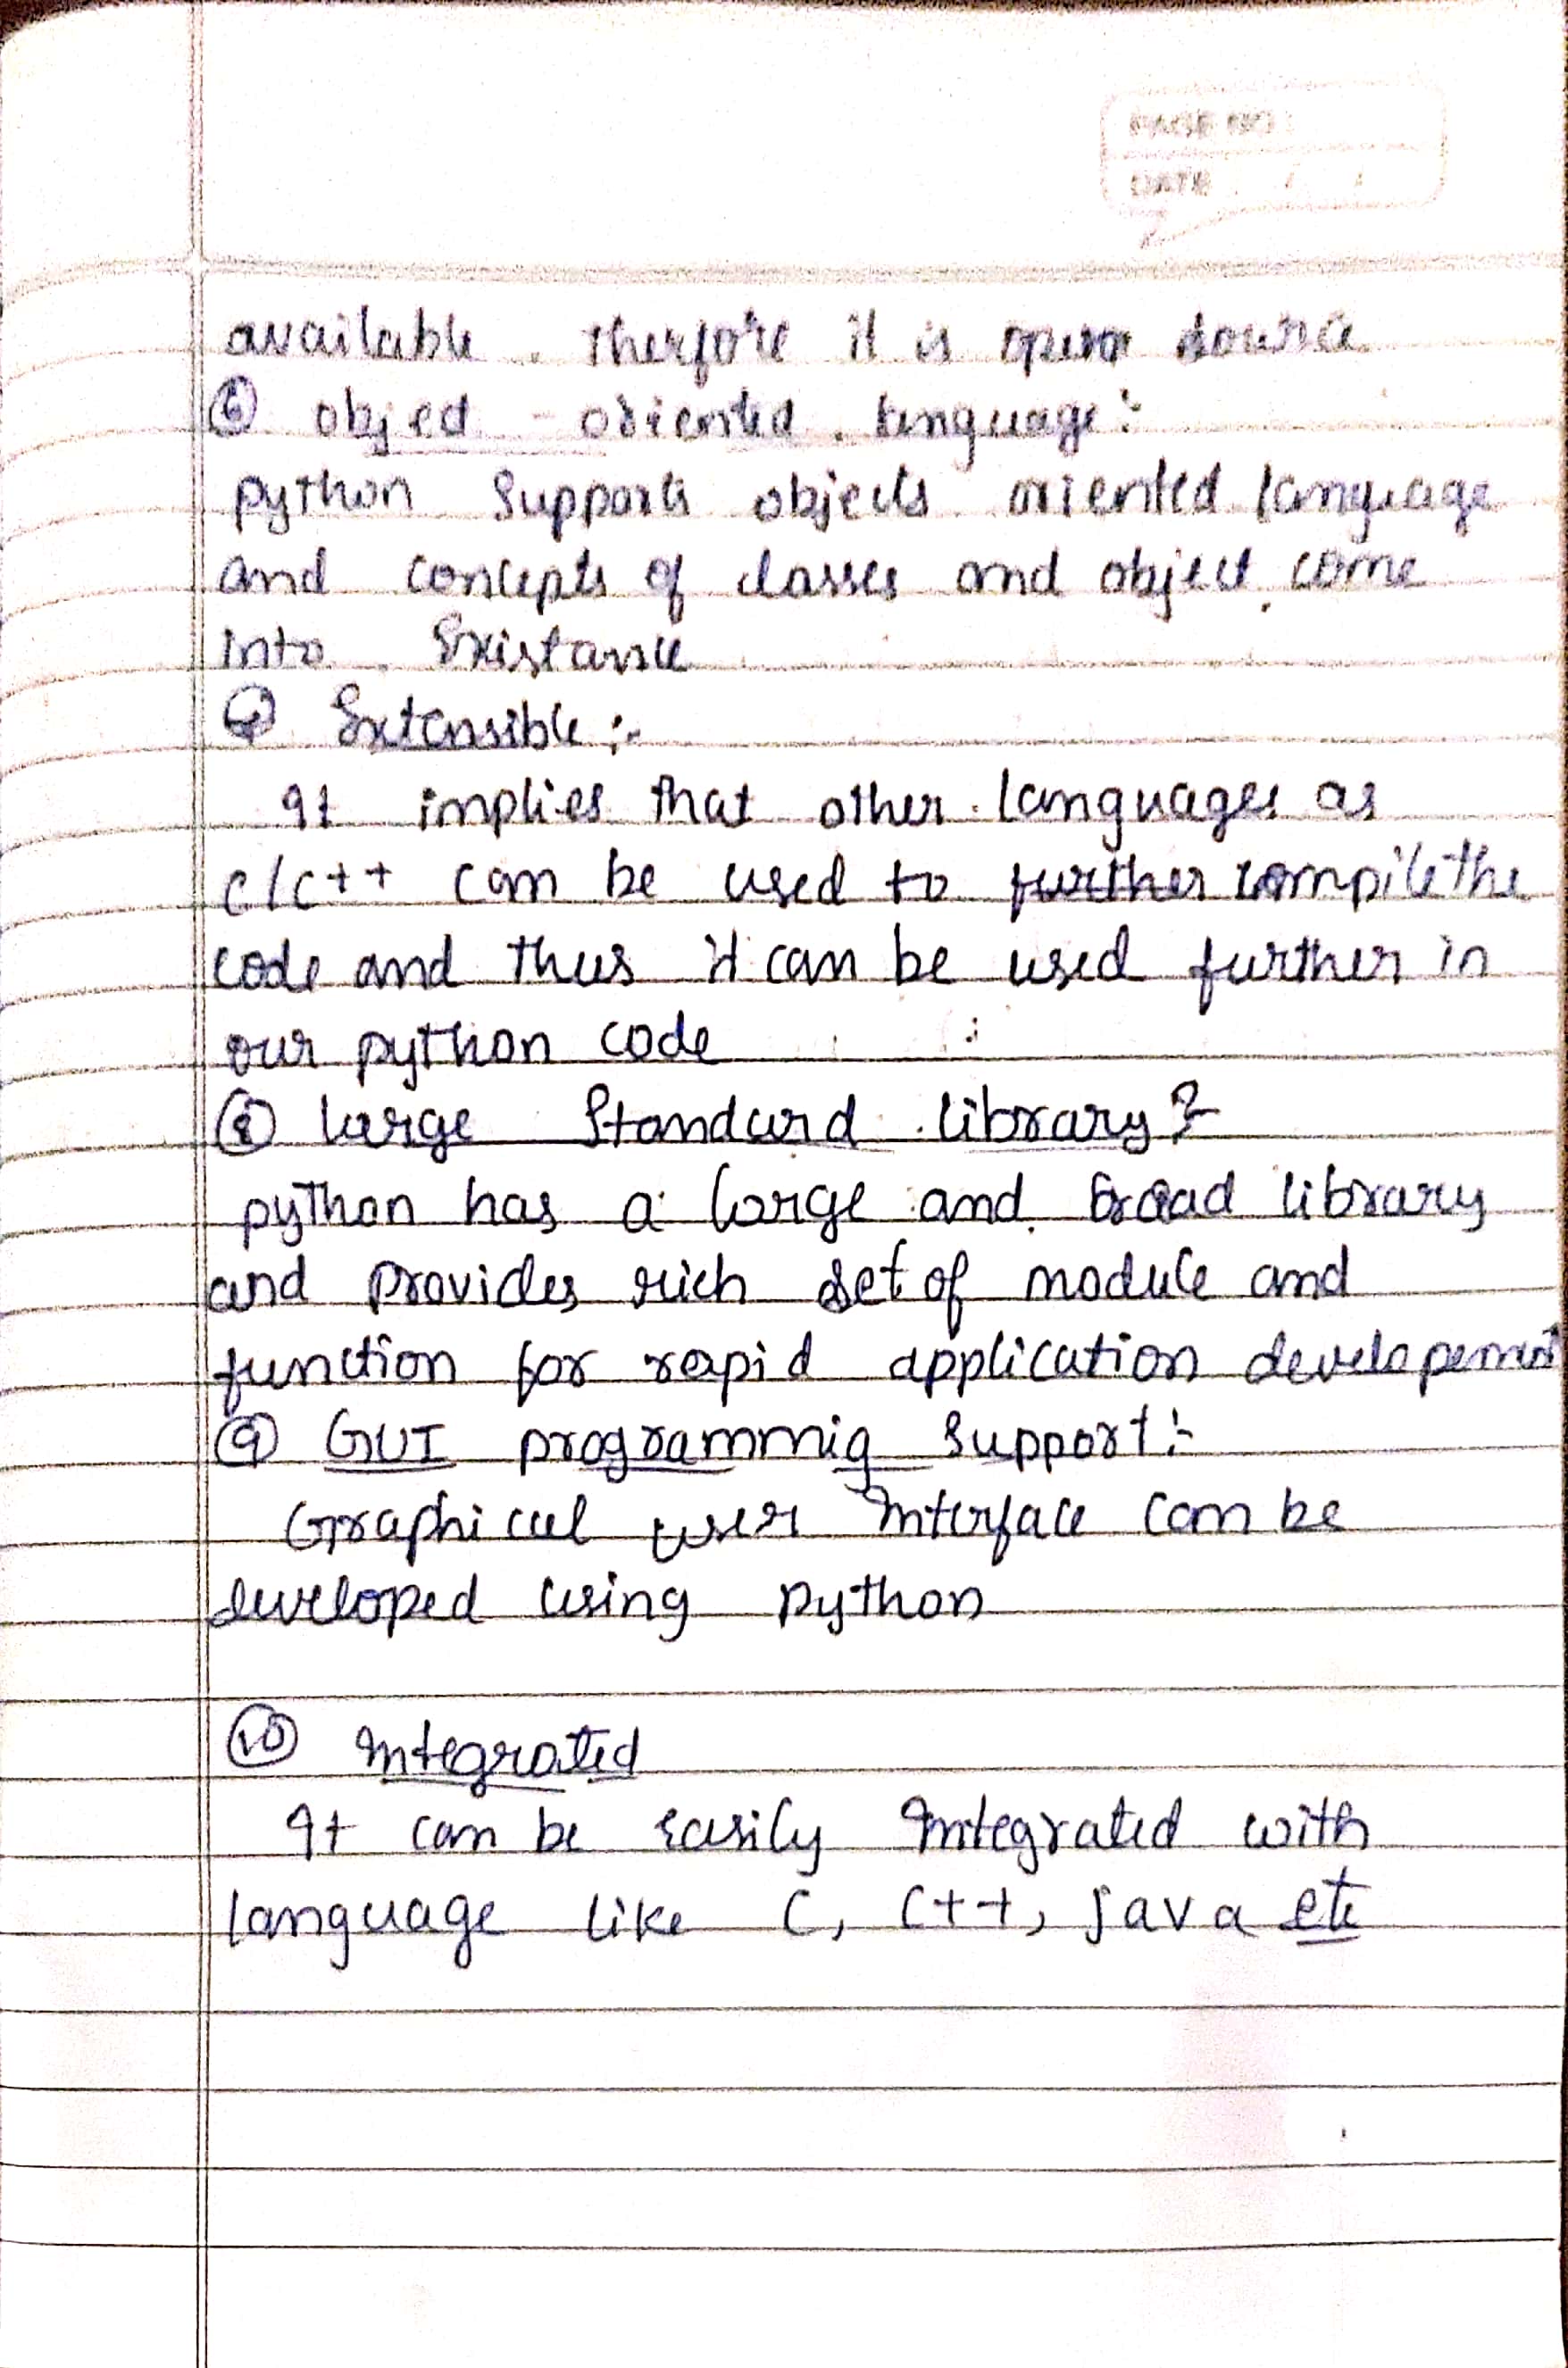 available . Therfore it is open source
⑥ object - oriented language :-
python supports objects oriented language
and concepts of classes and object come
into Existance
⑦ Extensible :-
It implies that other languages as
c/c++ can be used to further compile the
code and thus it can be used further in
our python code
⑧ large Standard library :-
python has a large and broad library
and provides rich set of module and
function for rapid application developement
⑨ GUI programmig support :-
Graphical user Interface can be
developed using python
⑩ Integrated
It can be easily Integrated with
language like C, C++, java etc